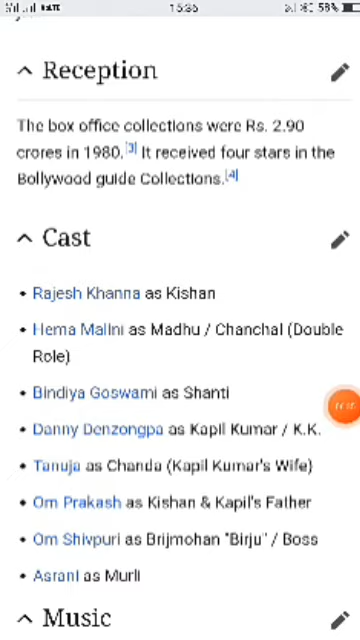 15:36
58%
Reception
The box office collections were Rs. 2.90
crores in 1980.[3] It received four stars in the
Bollywood guide Collections.[4]
Cast
• Rajesh Khanna as Kishan
• Hema Malini as Madhu / Chanchal (Double
Role)
• Bindiya Goswami as Shanti
• Danny Denzongpa as Kapil Kumar / K.K.
• Tanuja as Chanda (Kapil Kumar's Wife)
• Om Prakash as Kishan & Kapil's Father
• Om Shivpuri as Brijmohan "Birju" / Boss
• Asrani as Murli
Music